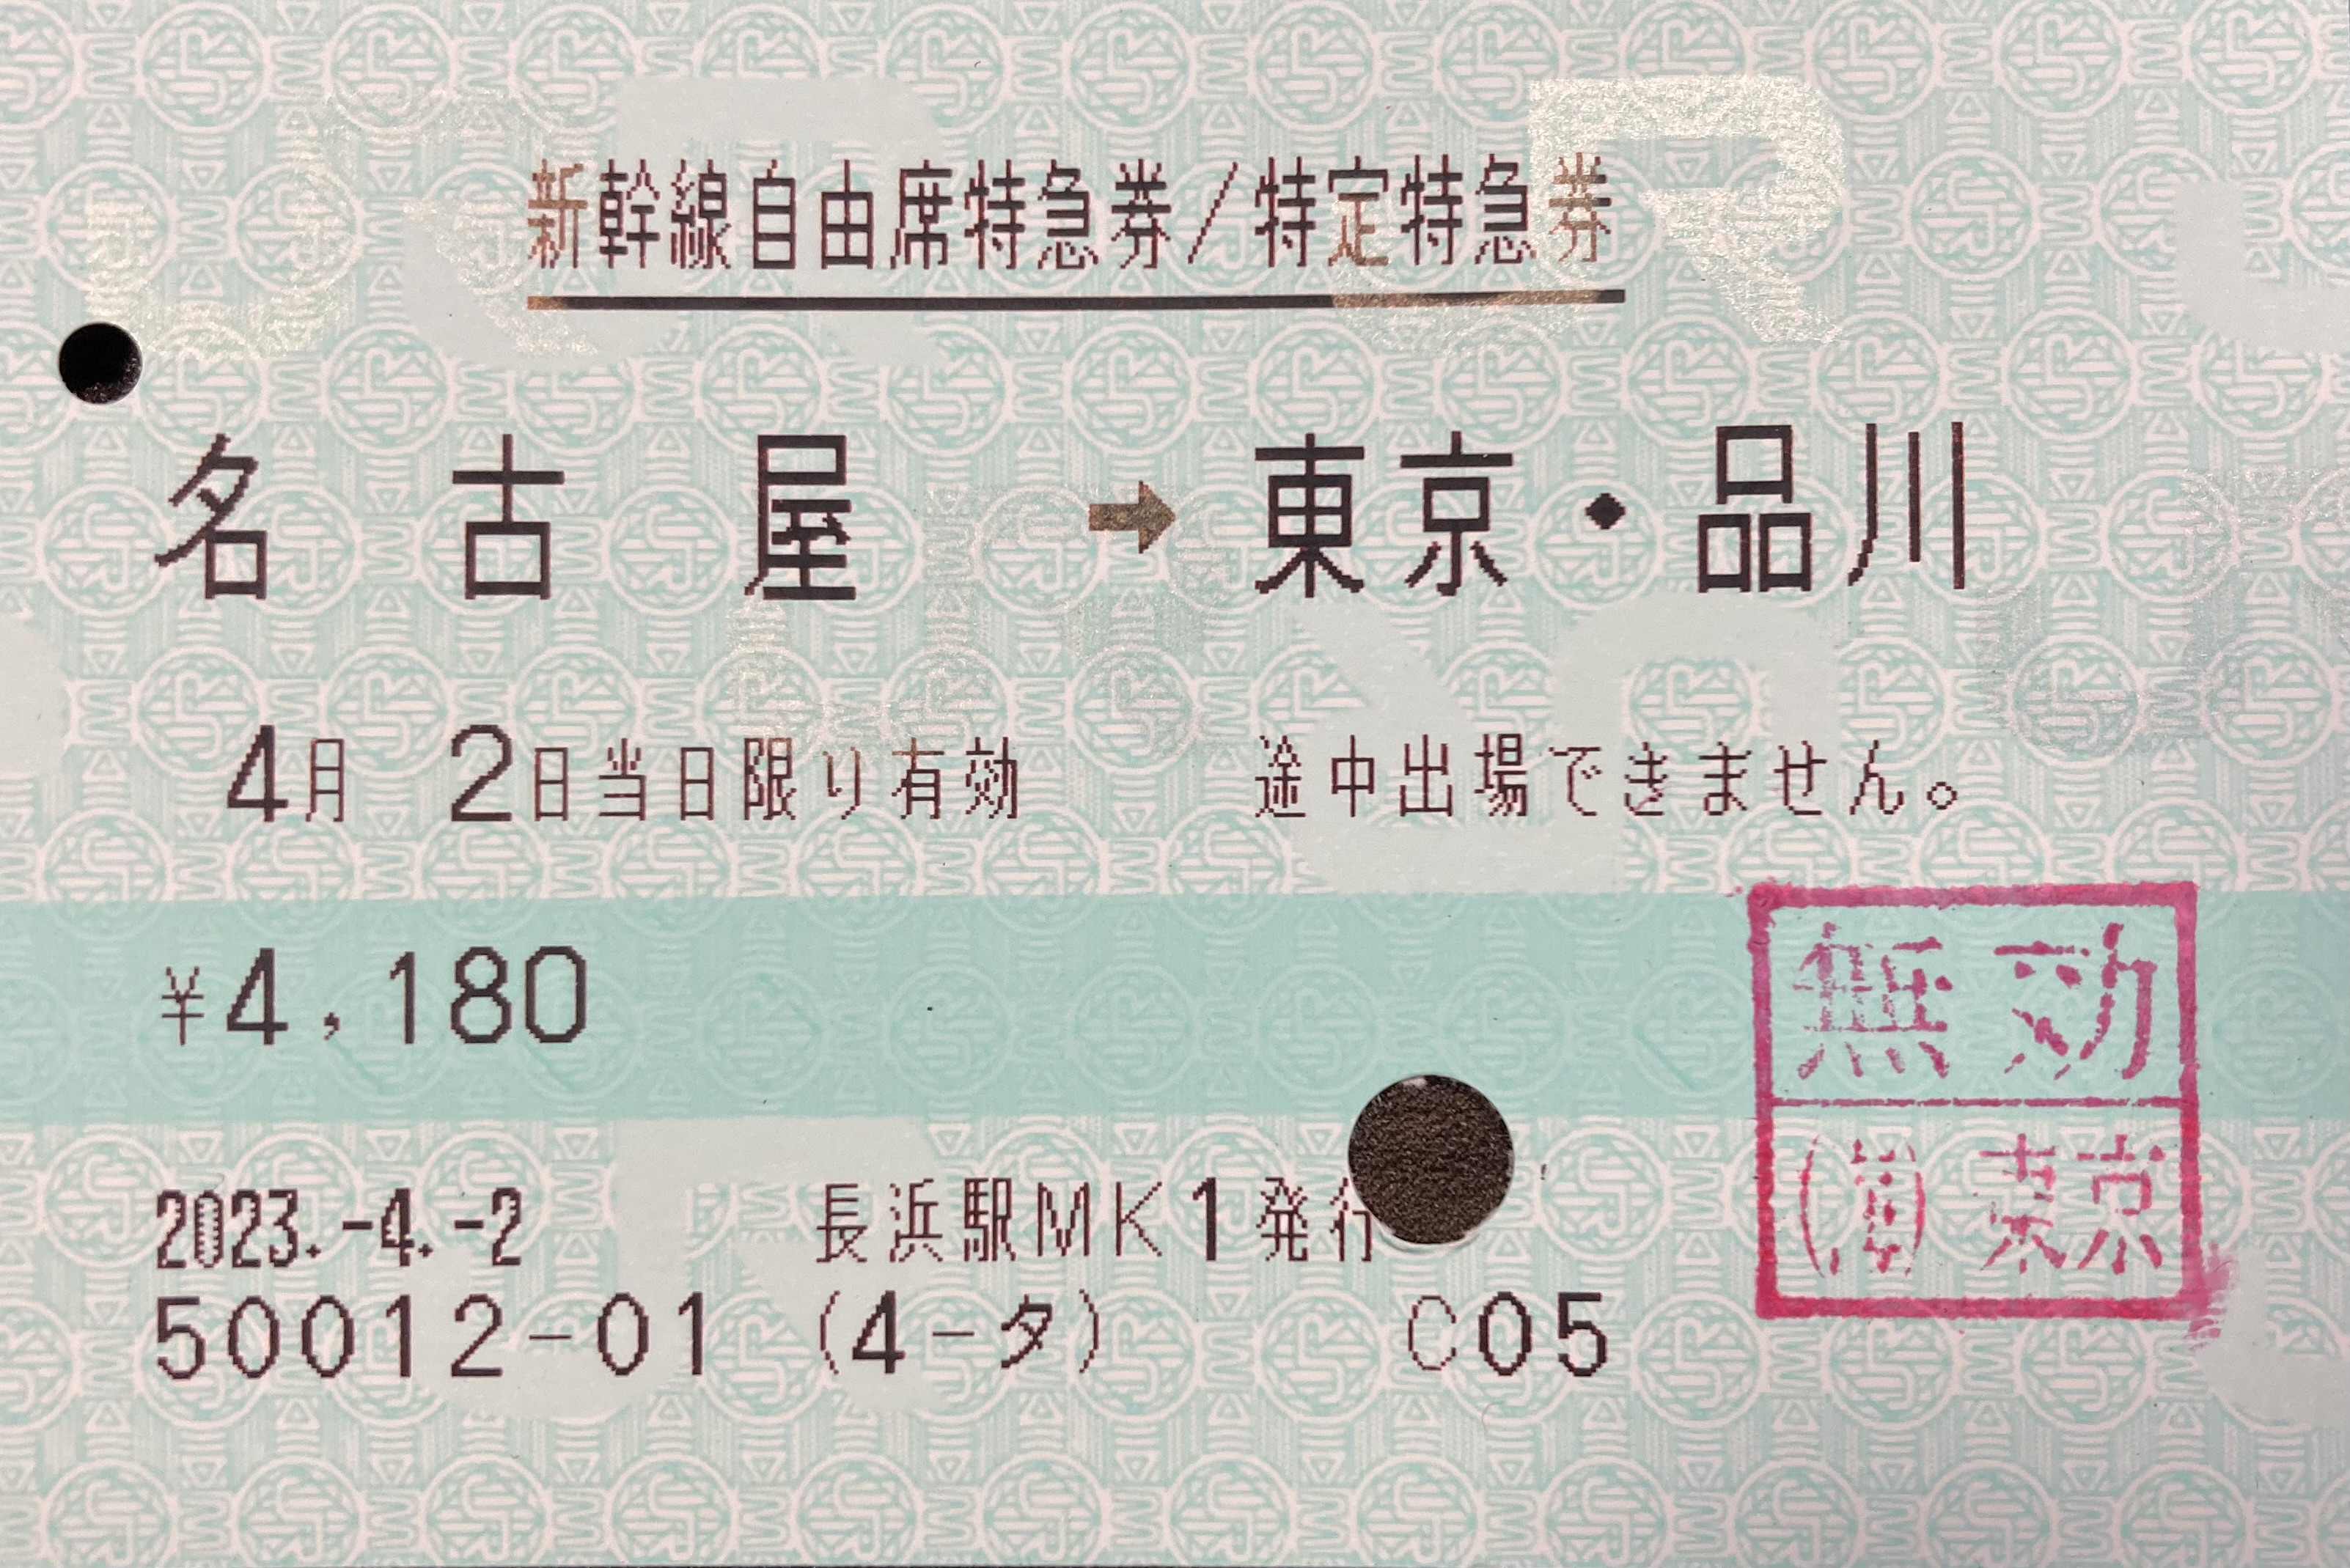 新幹線自由席特急券/特定特急券
名古屋➡東京・品川
4月 2日当日限り有効 途中出場できません。
¥4,180
2023.-4.-2 長浜駅MK1発行
50012-01 (4-タ) C05
無効
東京